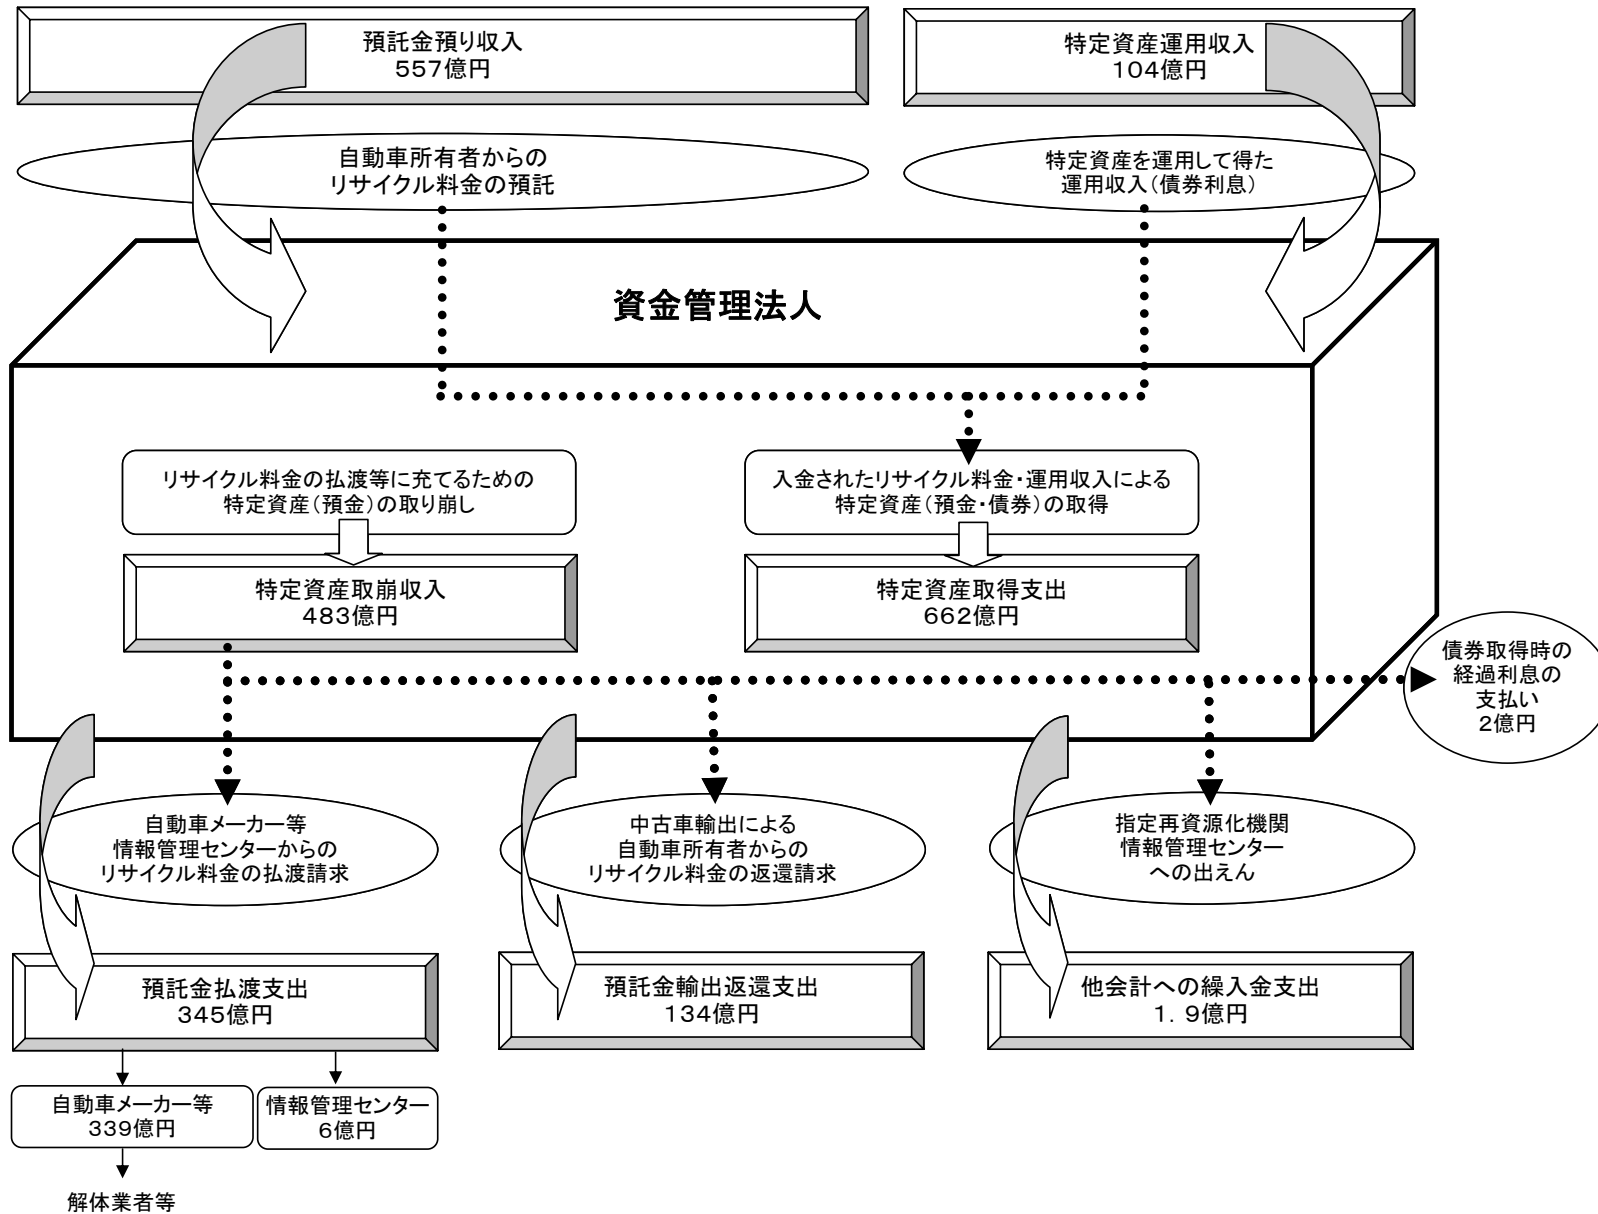 預託金預り収入
557億円
特定資産運用収入
104億円
自動車所有者からの
リサイクル料金の預託
特定資産を運用して得た
運用収入(債券利息)
資金管理法人
リサイクル料金の払渡等に充てるための
特定資産(預金)の取り崩し
入金されたリサイクル料金・運用収入による
特定資産(預金・債券)の取得
特定資産取崩収入
483億円
特定資産取得支出
662億円
債券取得時の
経過利息の
支払い
2億円
自動車メーカー等
情報管理センターからの
リサイクル料金の払渡請求
中古車輸出による
自動車所有者からの
リサイクル料金の返還請求
指定再資源化機関
情報管理センター
への出えん
預託金払渡支出
345億円
預託金輸出返還支出
134億円
他会計への繰入金支出
1.9億円
自動車メーカー等
339億円
情報管理センター
6億円
解体業者等